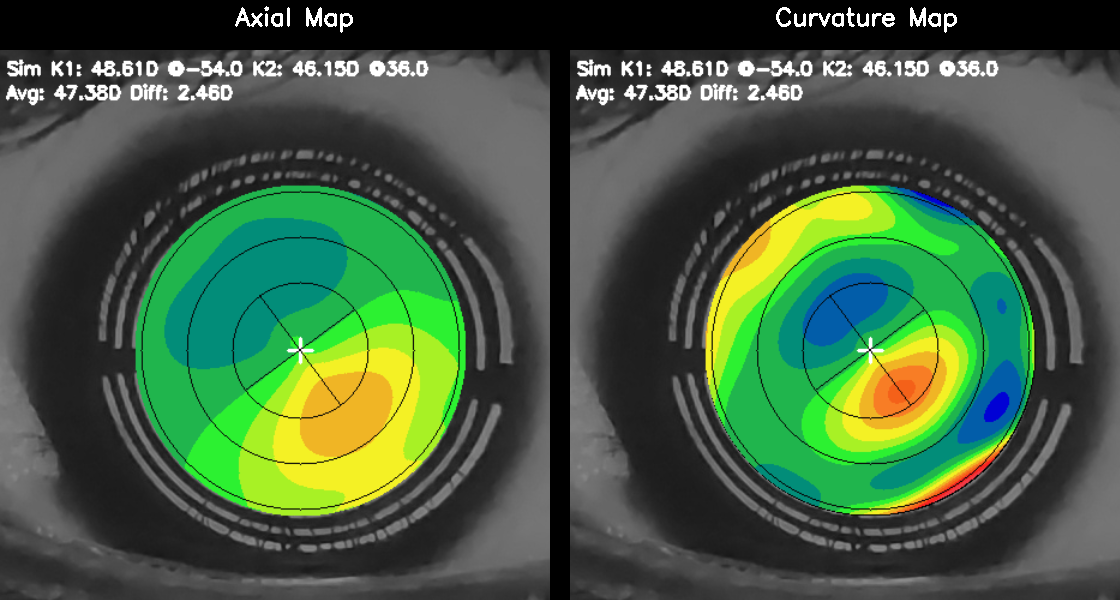 Axial Map
Curvature Map
Sim K1: 48.61D @-54.0 K2: 46.15D @36.0
Avg: 47.38D Diff: 2.46D
Sim K1: 48.61D @-54.0 K2: 46.15D @36.0
Avg: 47.38D Diff: 2.46D